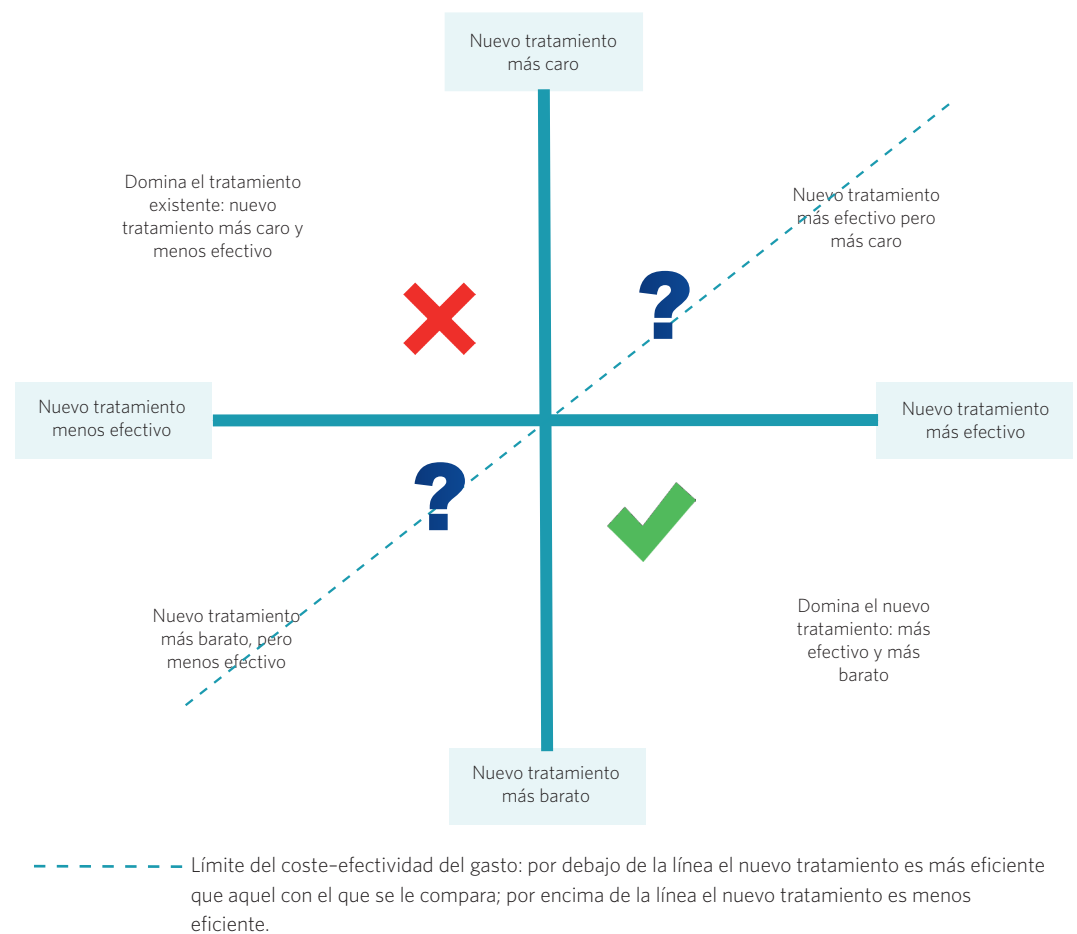 Nuevo tratamiento
más caro
Domina el tratamiento
existente: nuevo
tratamiento más caro y
menos efectivo
Nuevo tratamiento
más efectivo pero
más caro
?
Nuevo tratamiento
menos efectivo
Nuevo tratamiento
más efectivo
?
Nuevo tratamiento
más barato, pero
menos efectivo
Domina el nuevo
tratamiento: más
efectivo y más
barato
Nuevo tratamiento
más barato
Límite del coste–efectividad del gasto: por debajo de la línea el nuevo tratamiento es más eficiente
que aquel con el que se le compara; por encima de la línea el nuevo tratamiento es menos
eficiente.